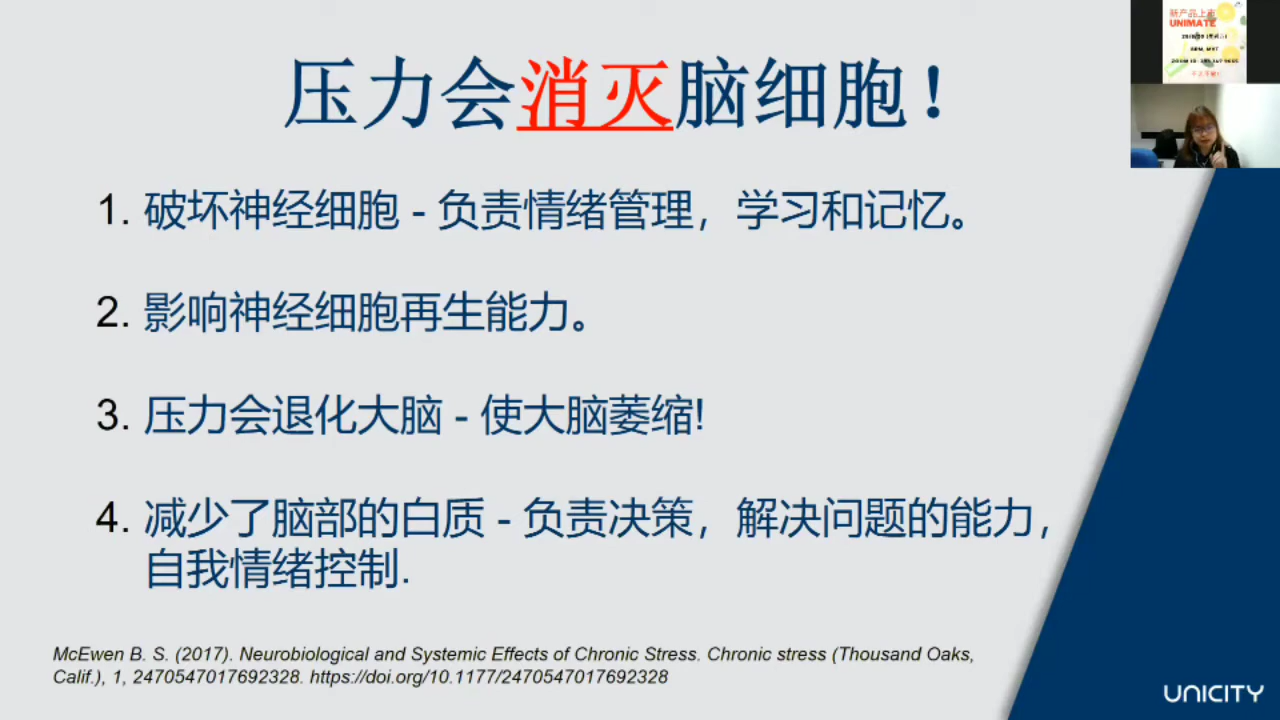 压力会消灭脑细胞！
1. 破坏神经细胞 - 负责情绪管理，学习和记忆。
2. 影响神经细胞再生能力。
3. 压力会退化大脑 - 使大脑萎缩!
4. 减少了脑部的白质 - 负责决策，解决问题的能力，
自我情绪控制.
McEwen B. S. (2017). Neurobiological and Systemic Effects of Chronic Stress. Chronic stress (Thousand Oaks,
Calif.), 1, 2470547017692328. https://doi.org/10.1177/2470547017692328
UNICITY
新产品上市
UNIMATE